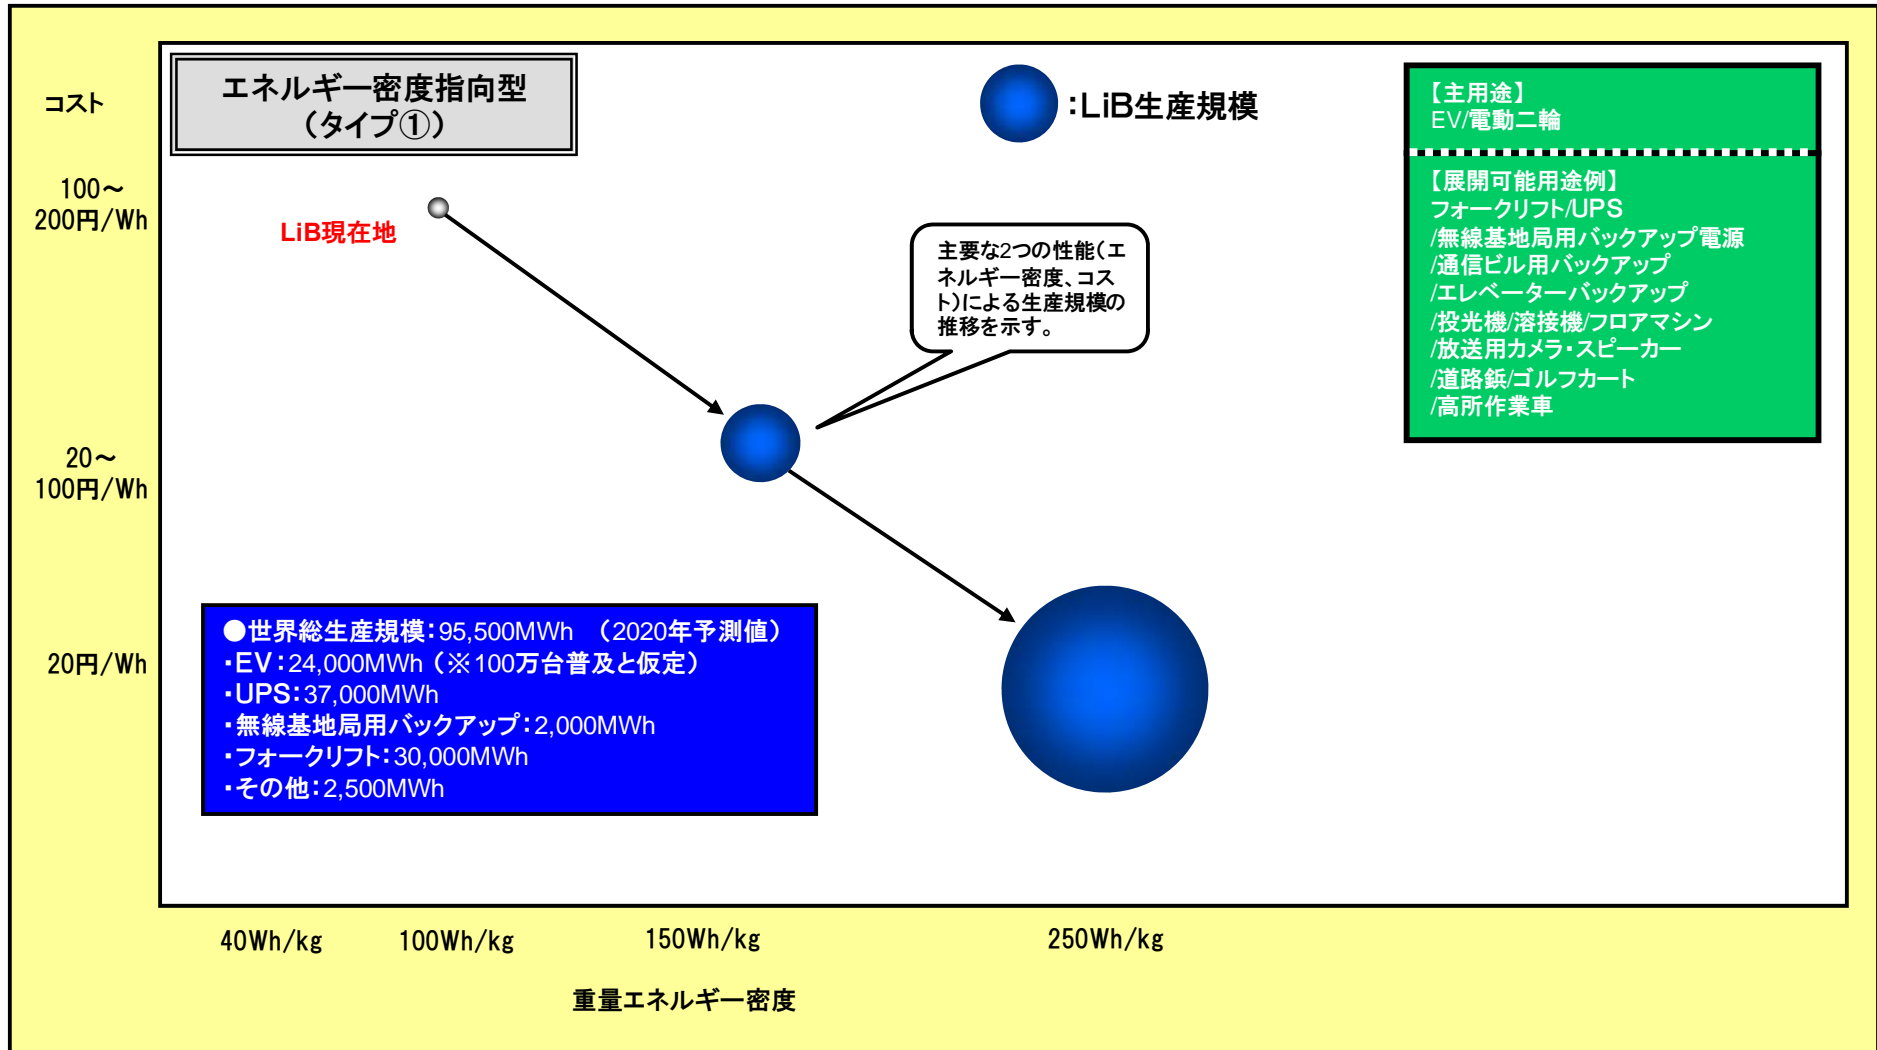 コスト
エネルギー密度指向型
（タイプ①）
：LiB生産規模
【主用途】
EV/電動二輪
【展開可能用途例】
フォークリフト/UPS
/無線基地局用バックアップ電源
/通信ビル用バックアップ
/エレベーターバックアップ
/投光機/溶接機/フロアマシン
/放送用カメラ・スピーカー
/道路鋲/ゴルフカート
/高所作業車
100～
200円/Wh
LiB現在地
主要な2つの性能（エ
ネルギー密度、コス
ト）による生産規模の
推移を示す。
20～
100円/Wh
20円/Wh
●世界総生産規模：95,500MWh （2020年予測値）
・EV：24,000MWh（※100万台普及と仮定）
・UPS：37,000MWh
・無線基地局用バックアップ：2,000MWh
・フォークリフト：30,000MWh
・その他：2,500MWh
40Wh/kg
100Wh/kg
150Wh/kg
250Wh/kg
重量エネルギー密度